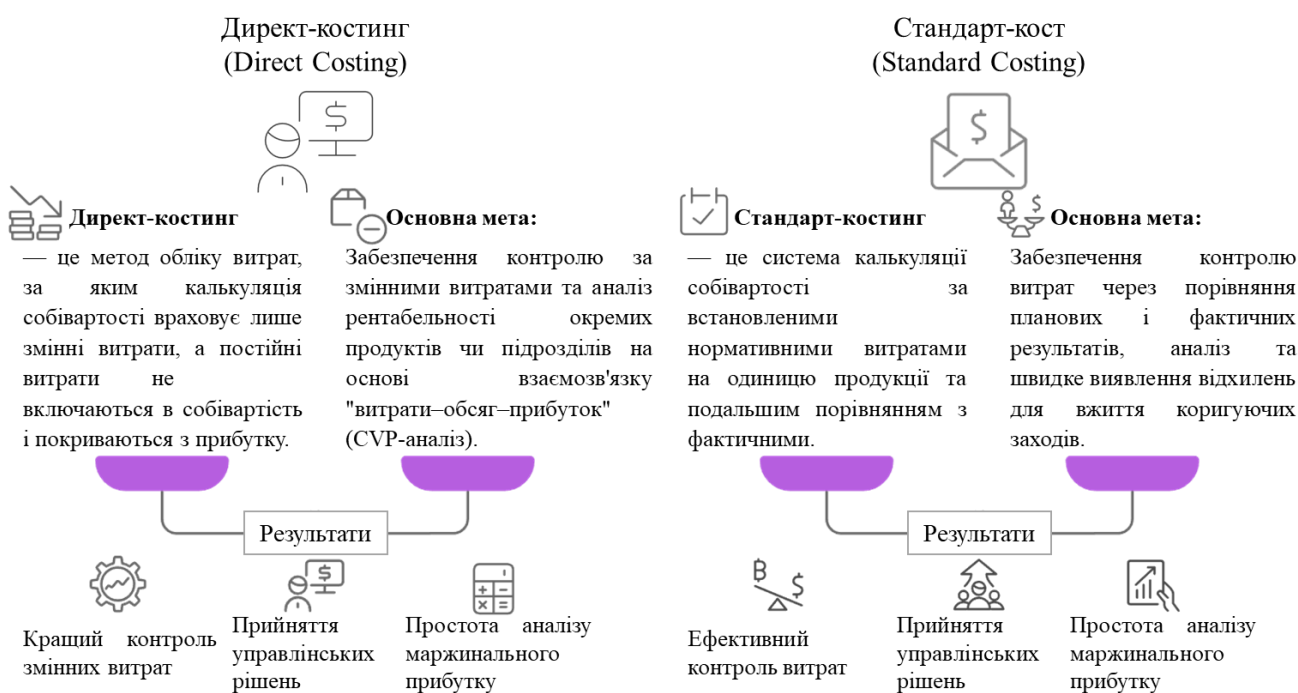 Директ-костинг
(Direct Costing)
Директ-костинг
— це метод обліку витрат,
за яким калькуляція
собівартості враховує лише
змінні витрати, а постійні
витрати не
включаються в собівартість
і покриваються з прибутку.
Основна мета:
Забезпечення контролю за
змінними витратами та аналіз
рентабельності окремих
продуктів чи підрозділів на
основі взаємозв'язку
"витрати–обсяг–прибуток"
(CVP-аналіз).
Результати
Кращий контроль
змінних витрат
Прийняття
управлінських
рішень
Простота аналізу
маржинального
прибутку
Стандарт-кост
(Standard Costing)
Стандарт-костинг
— це система калькуляції
собівартості за
встановленими
нормативними витратами
на одиницю продукції та
подальшим порівнянням з
фактичними.
Основна мета:
Забезпечення контролю
витрат через порівняння
планових і фактичних
результатів, аналіз та
швидке виявлення відхилень
для вжиття коригуючих
заходів.
Результати
Ефективний
контроль витрат
Прийняття
управлінських
рішень
Простота аналізу
маржинального
прибутку